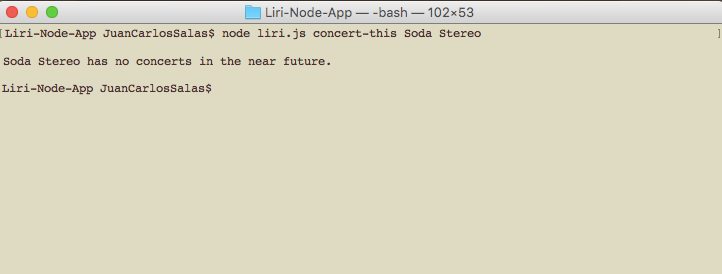 Liri-Node-App — -bash — 102×53
[Liri-Node-App JuanCarlosSalas$ node liri.js concert-this Soda Stereo ]
Soda Stereo has no concerts in the near future.
Liri-Node-App JuanCarlosSalas$